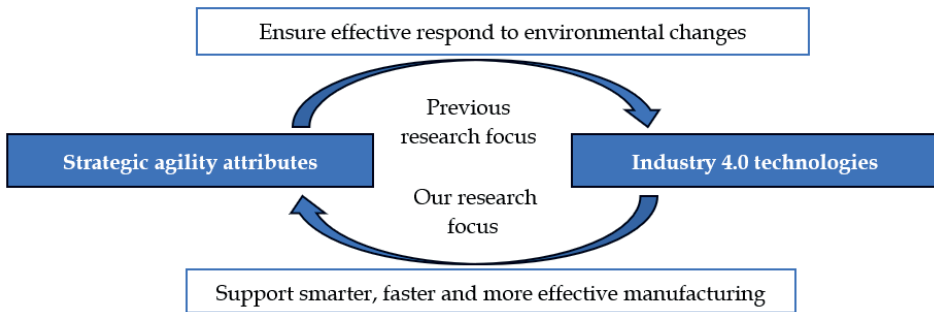 Ensure effective respond to environmental changes
Previous
research focus
Strategic agility attributes
Industry 4.0 technologies
Our research
focus
Support smarter, faster and more effective manufacturing